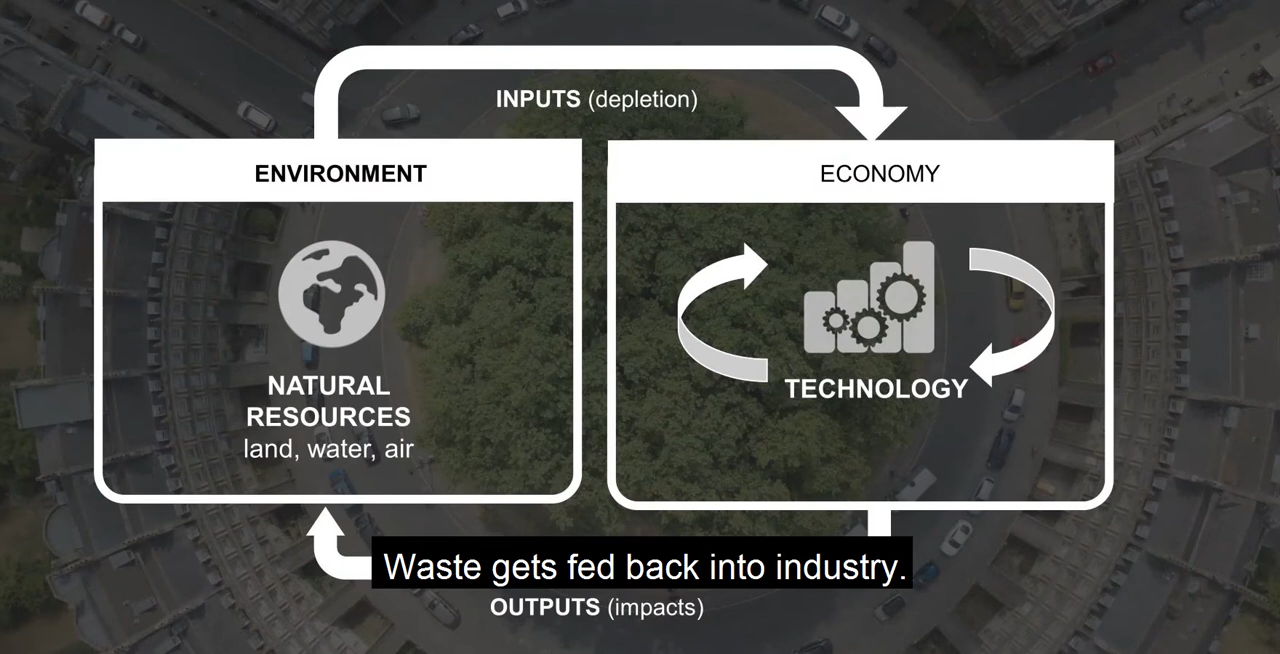 INPUTS (depletion)
ENVIRONMENT
ECONOMY
NATURAL
RESOURCES
land, water, air
TECHNOLOGY
Waste gets fed back into industry.
OUTPUTS (impacts)